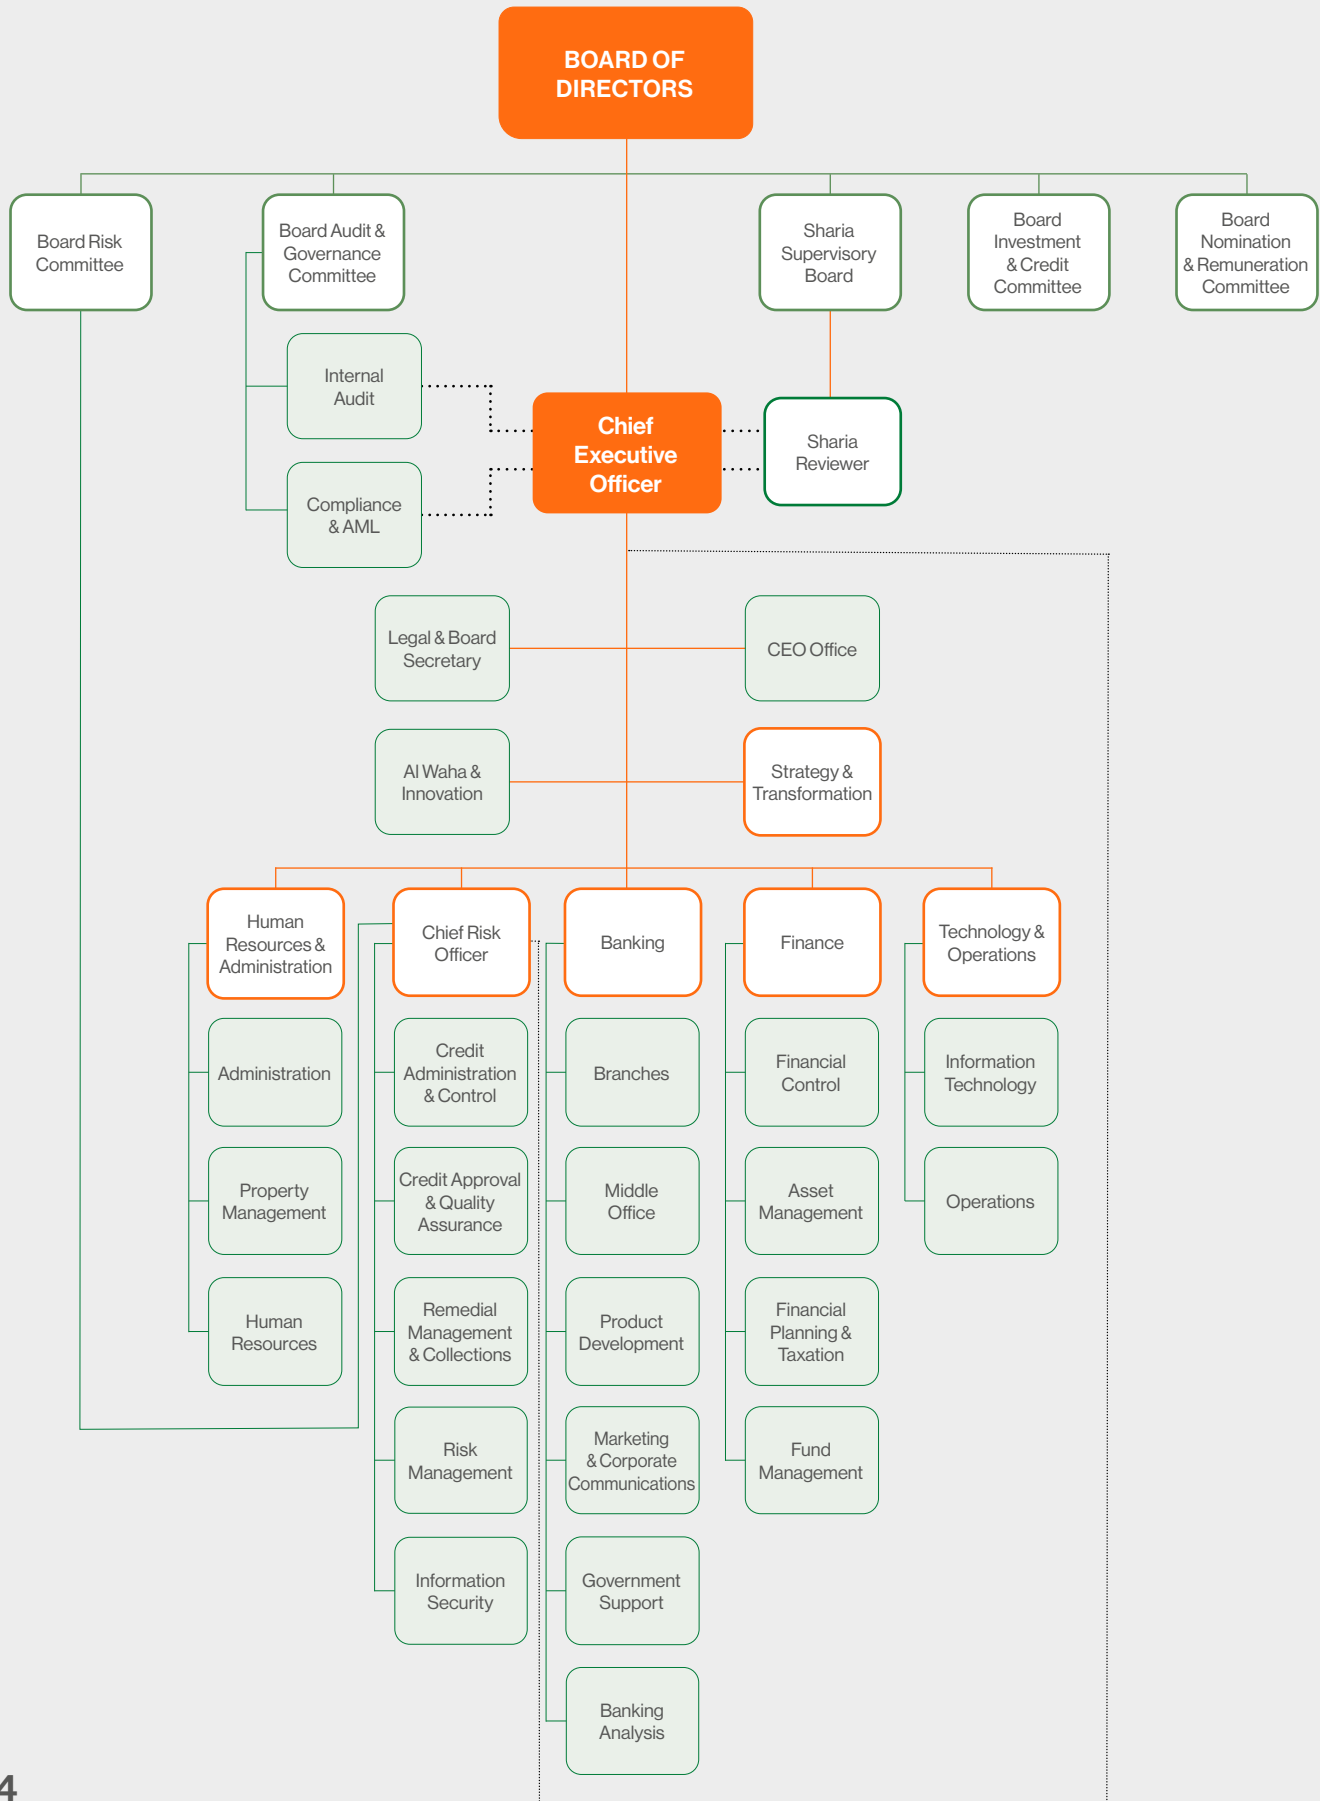 BOARD OF
DIRECTORS
Board Risk
Committee
Board Audit &
Governance
Committee
Sharia
Supervisory
Board
Board
Investment
& Credit
Committee
Board
Nomination
& Remuneration
Committee
Internal
Audit
Chief
Executive
Officer
Sharia
Reviewer
Compliance
& AML
Legal & Board
Secretary
CEO Office
Al Waha &
Innovation
Strategy &
Transformation
Human
Resources &
Administration
Chief Risk
Officer
Banking
Finance
Technology &
Operations
Administration
Credit
Administration
& Control
Branches
Financial
Control
Information
Technology
Property
Management
Credit Approval
& Quality
Assurance
Middle
Office
Asset
Management
Operations
Human
Resources
Remedial
Management
& Collections
Product
Development
Financial
Planning &
Taxation
Risk
Management
Marketing
& Corporate
Communications
Fund
Management
Information
Security
Government
Support
Banking
Analysis
4